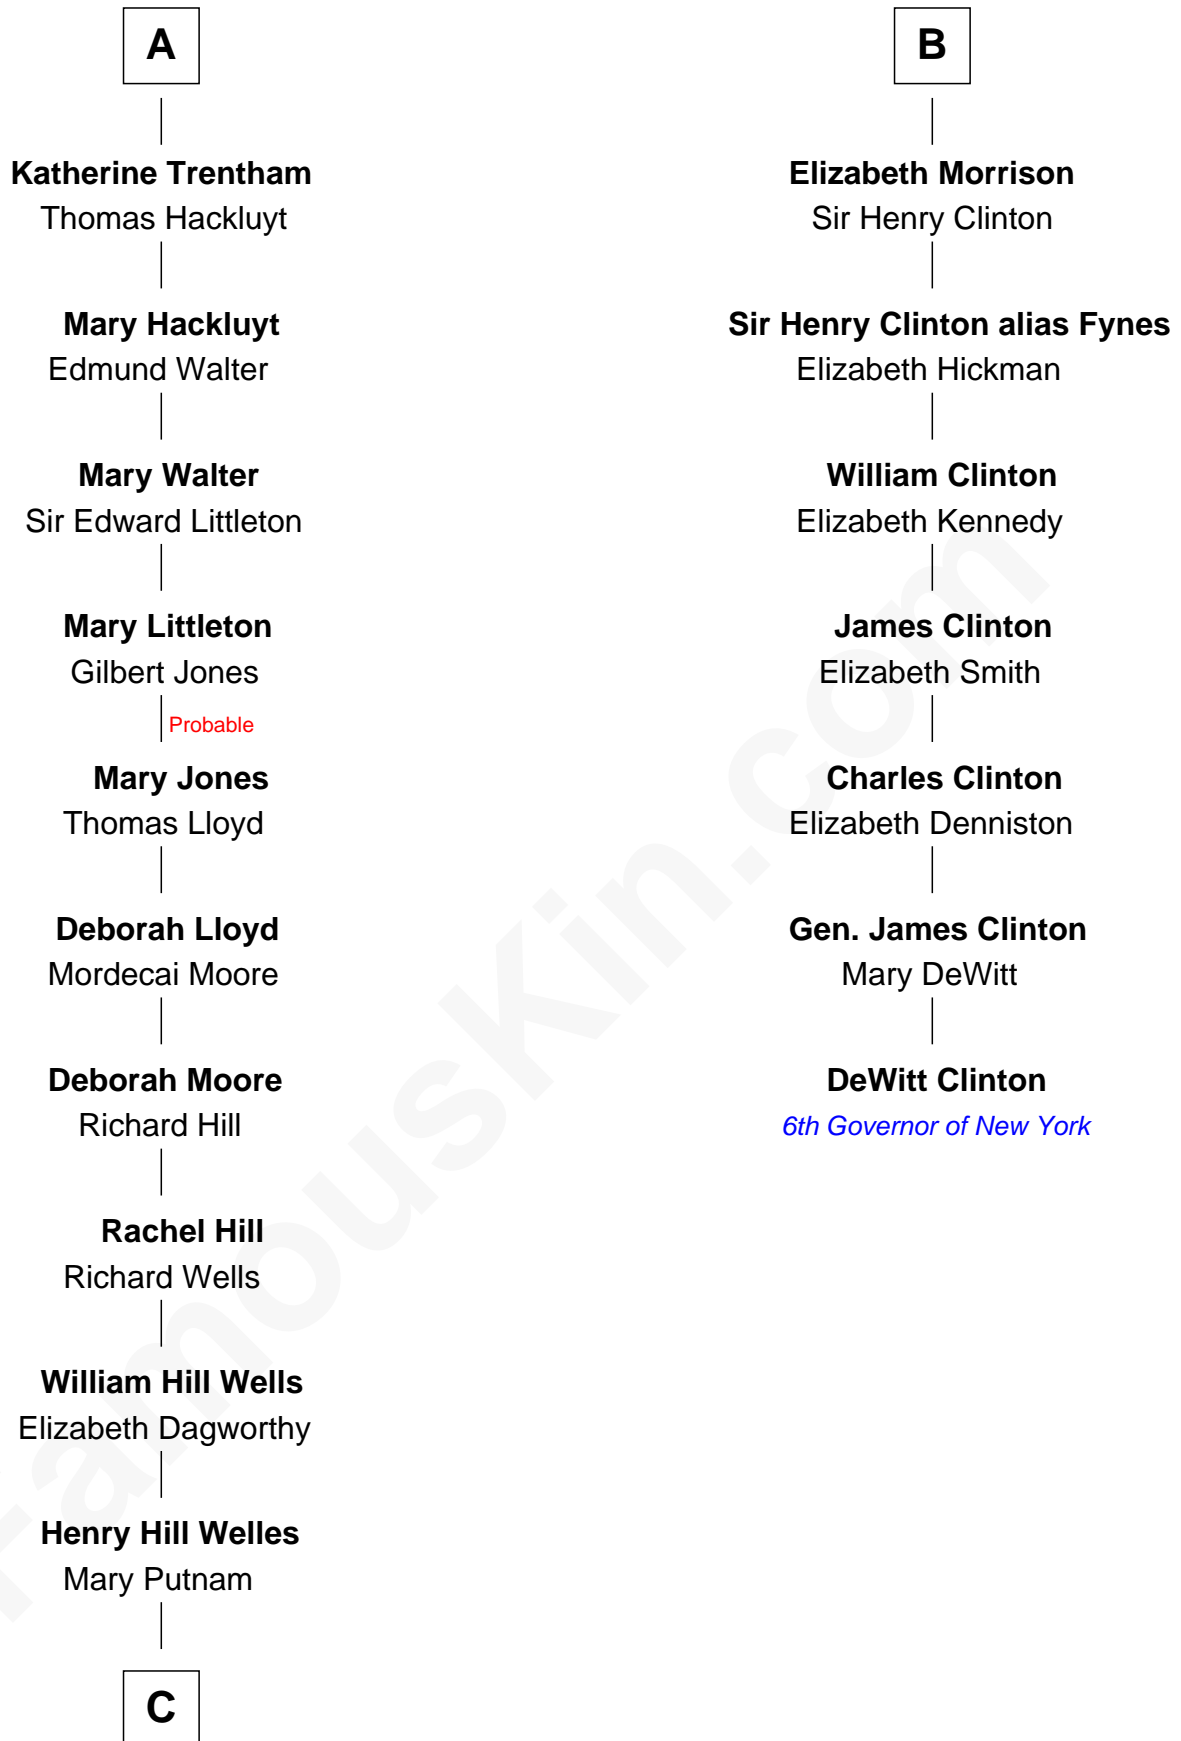 A
Katherine Trentham
Thomas Hackluyt
Mary Hackluyt
Edmund Walter
Mary Walter
Sir Edward Littleton
Mary Littleton
Gilbert Jones
Probable
Mary Jones
Thomas Lloyd
Deborah Lloyd
Mordecai Moore
Deborah Moore
Richard Hill
Rachel Hill
Richard Wells
William Hill Wells
Elizabeth Dagworthy
Henry Hill Welles
Mary Putnam
C
B
Elizabeth Morrison
Sir Henry Clinton
Sir Henry Clinton alias Fynes
Elizabeth Hickman
William Clinton
Elizabeth Kennedy
James Clinton
Elizabeth Smith
Charles Clinton
Elizabeth Denniston
Gen. James Clinton
Mary DeWitt
DeWitt Clinton
6th Governor of New York
FamousKin.com